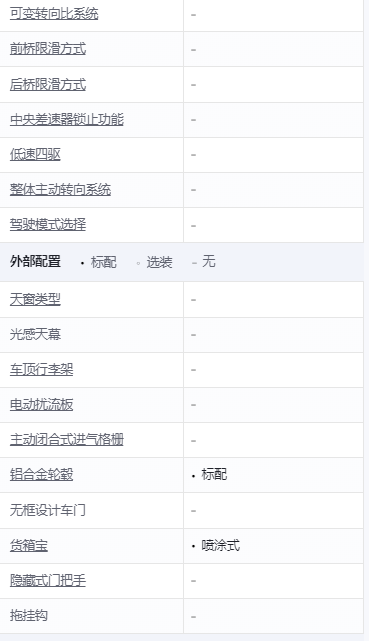 可变转向比系统 -
前桥限滑方式 -
后桥限滑方式 -
中央差速器锁止功能 -
低速四驱 -
整体主动转向系统 -
驾驶模式选择 -
外部配置 • 标配 ◦ 选装 - 无
天窗类型 -
光感天幕 -
车顶行李架 -
电动扰流板 -
主动闭合式进气格栅 -
铝合金轮毂 • 标配
无框设计车门 -
货箱宝 • 喷涂式
隐藏式门把手 -
拖挂钩 -